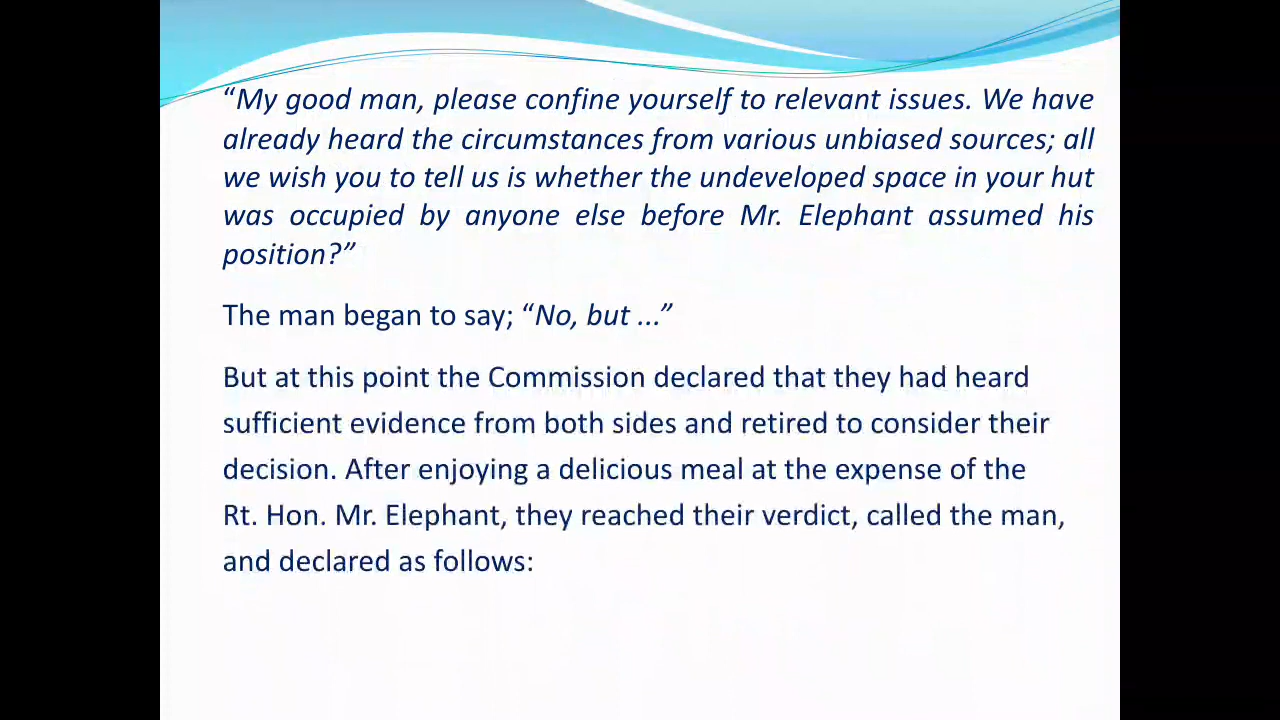 “My good man, please confine yourself to relevant issues. We have
already heard the circumstances from various unbiased sources; all
we wish you to tell us is whether the undeveloped space in your hut
was occupied by anyone else before Mr. Elephant assumed his
position?”
The man began to say; “No, but ...”
But at this point the Commission declared that they had heard
sufficient evidence from both sides and retired to consider their
decision. After enjoying a delicious meal at the expense of the
Rt. Hon. Mr. Elephant, they reached their verdict, called the man,
and declared as follows: